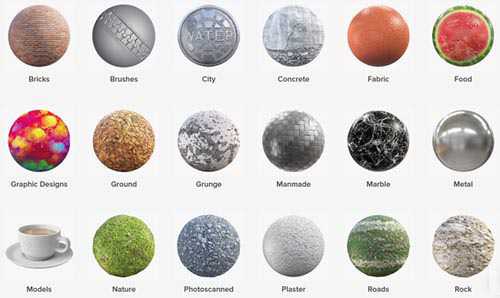 WATER
Bricks
Brushes
City
Concrete
Fabric
Food
Graphic Designs
Ground
Grunge
Manmade
Marble
Metal
Models
Nature
Photoscanned
Plaster
Roads
Rock